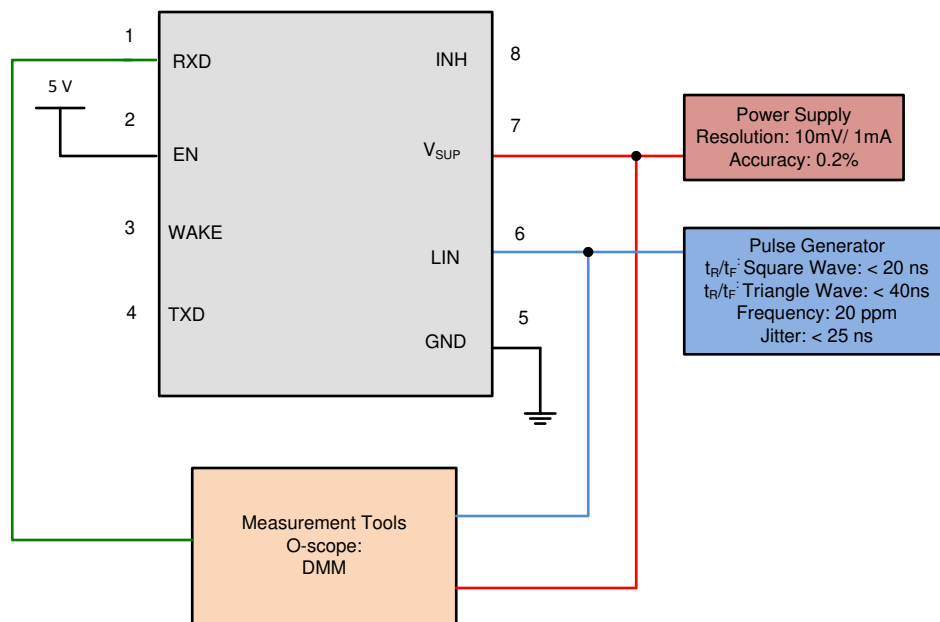 1
RXD
INH
8
5 V
2
EN
7
VSUP
Power Supply
Resolution: 10mV/ 1mA
Accuracy: 0.2%
3
WAKE
6
LIN
Pulse Generator
tR/tF: Square Wave: < 20 ns
tR/tF: Triangle Wave: < 40ns
Frequency: 20 ppm
Jitter: < 25 ns
4
TXD
5
GND
Measurement Tools
O-scope:
DMM